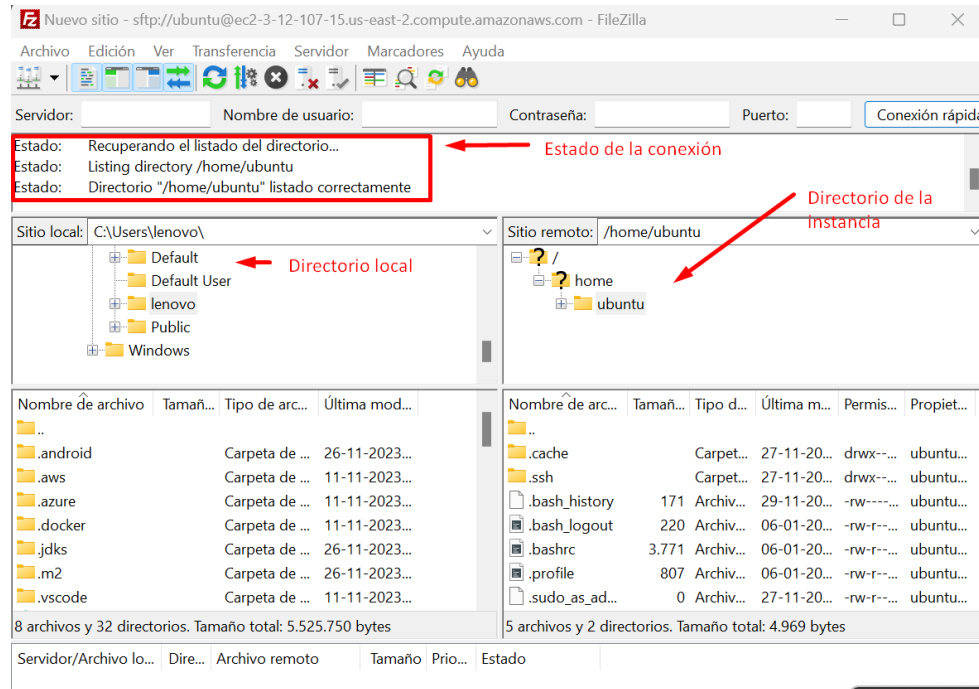 Nuevo sitio - sftp://ubuntu@ec2-3-12-107-15.us-east-2.compute.amazonaws.com - FileZilla
Archivo Edición Ver Transferencia Servidor Marcadores Ayuda
Servidor: Nombre de usuario: Contraseña: Puerto: Conexión rápida
Estado: Recuperando el listado del directorio...
Estado: Listing directory /home/ubuntu
Estado: Directorio "/home/ubuntu" listado correctamente
Estado de la conexión
Directorio de la
Instancia
Sitio local: C:\Users\lenovo\
Default
Default User
lenovo
Public
Windows
Directorio local
Sitio remoto: /home/ubuntu
/
home
ubuntu
Nombre de archivo Tamañ... Tipo de arc... Última mod...
..
.android Carpeta de ... 26-11-2023...
.aws Carpeta de ... 11-11-2023...
.azure Carpeta de ... 11-11-2023...
.docker Carpeta de ... 11-11-2023...
.jdks Carpeta de ... 26-11-2023...
.m2 Carpeta de ... 26-11-2023...
.vscode Carpeta de ... 11-11-2023...
8 archivos y 32 directorios. Tamaño total: 5.525.750 bytes
Nombre de arc... Tamañ... Tipo d... Última m... Permis... Propiet...
..
.cache Carpet... 27-11-20... drwx--... ubuntu...
.ssh Carpet... 27-11-20... drwx--... ubuntu...
.bash_history 171 Archiv... 29-11-20... -rw----... ubuntu...
.bash_logout 220 Archiv... 06-01-20... -rw-r--... ubuntu...
.bashrc 3.771 Archiv... 06-01-20... -rw-r--... ubuntu...
.profile 807 Archiv... 06-01-20... -rw-r--... ubuntu...
.sudo_as_ad... 0 Archiv... 27-11-20... -rw-r--... ubuntu...
5 archivos y 2 directorios. Tamaño total: 4.969 bytes
Servidor/Archivo lo... Dire... Archivo remoto Tamaño Prio... Estado